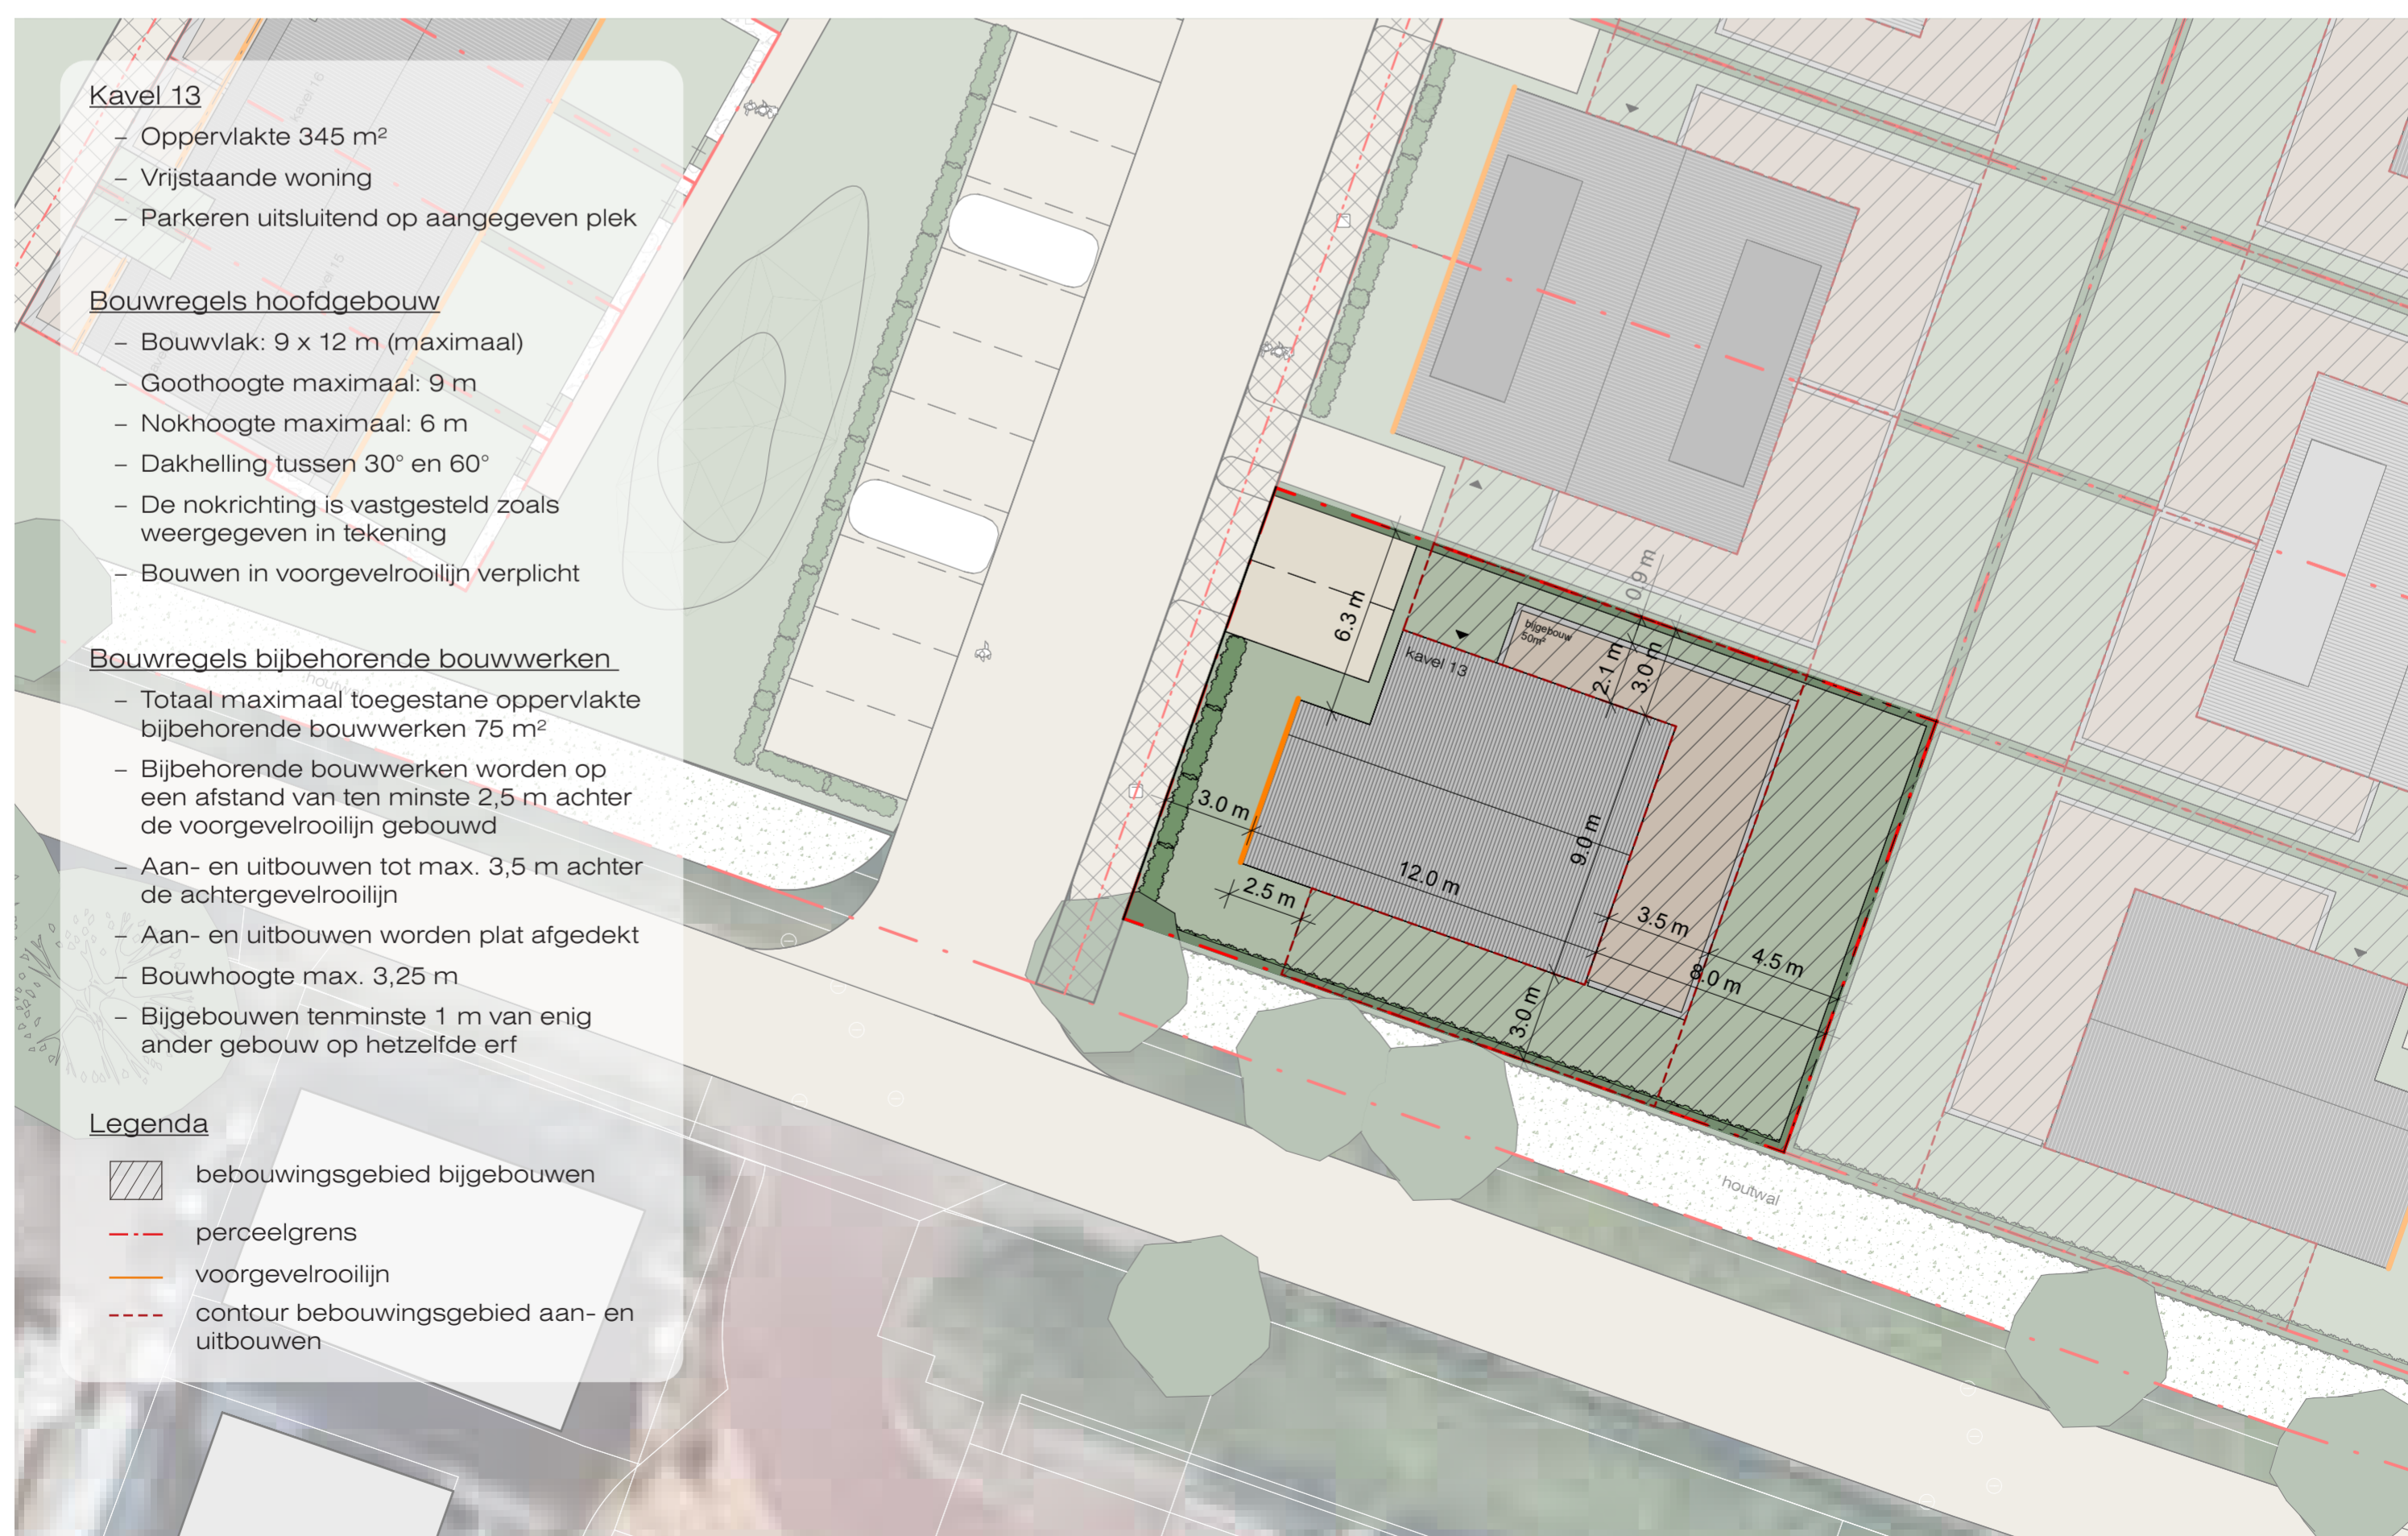 Kavel 13
– Oppervlakte 345 m²
– Vrijstaande woning
– Parkeren uitsluitend op aangegeven plek
Bouwregels hoofdgebouw
– Bouwvlak: 9 x 12 m (maximaal)
– Goothoogte maximaal: 9 m
– Nokhoogte maximaal: 6 m
– Dakhelling tussen 30° en 60°
– De nokrichting is vastgesteld zoals
weergegeven in tekening
– Bouwen in voorgevelrooilijn verplicht
Bouwregels bijbehorende bouwwerken
– Totaal maximaal toegestane oppervlakte
bijbehorende bouwwerken 75 m²
– Bijbehorende bouwwerken worden op
een afstand van ten minste 2,5 m achter
de voorgevelrooilijn gebouwd
– Aan- en uitbouwen tot max. 3,5 m achter
de achtergevelrooilijn
– Aan- en uitbouwen worden plat afgedekt
– Bouwhoogte max. 3,25 m
– Bijgebouwen tenminste 1 m van enig
ander gebouw op hetzelfde erf
Legenda
bebouwingsgebied bijgebouwen
perceelgrens
voorgevelrooilijn
contour bebouwingsgebied aan- en
uitbouwen
kavel 16
kavel 15
houtwal
0.9 m
6.3 m
bijgebouw
50m²
kavel 13
2.1 m
3.0 m
3.0 m
9.0 m
12.0 m
2.5 m
3.5 m
4.5 m
8.0 m
3.0 m
houtwal